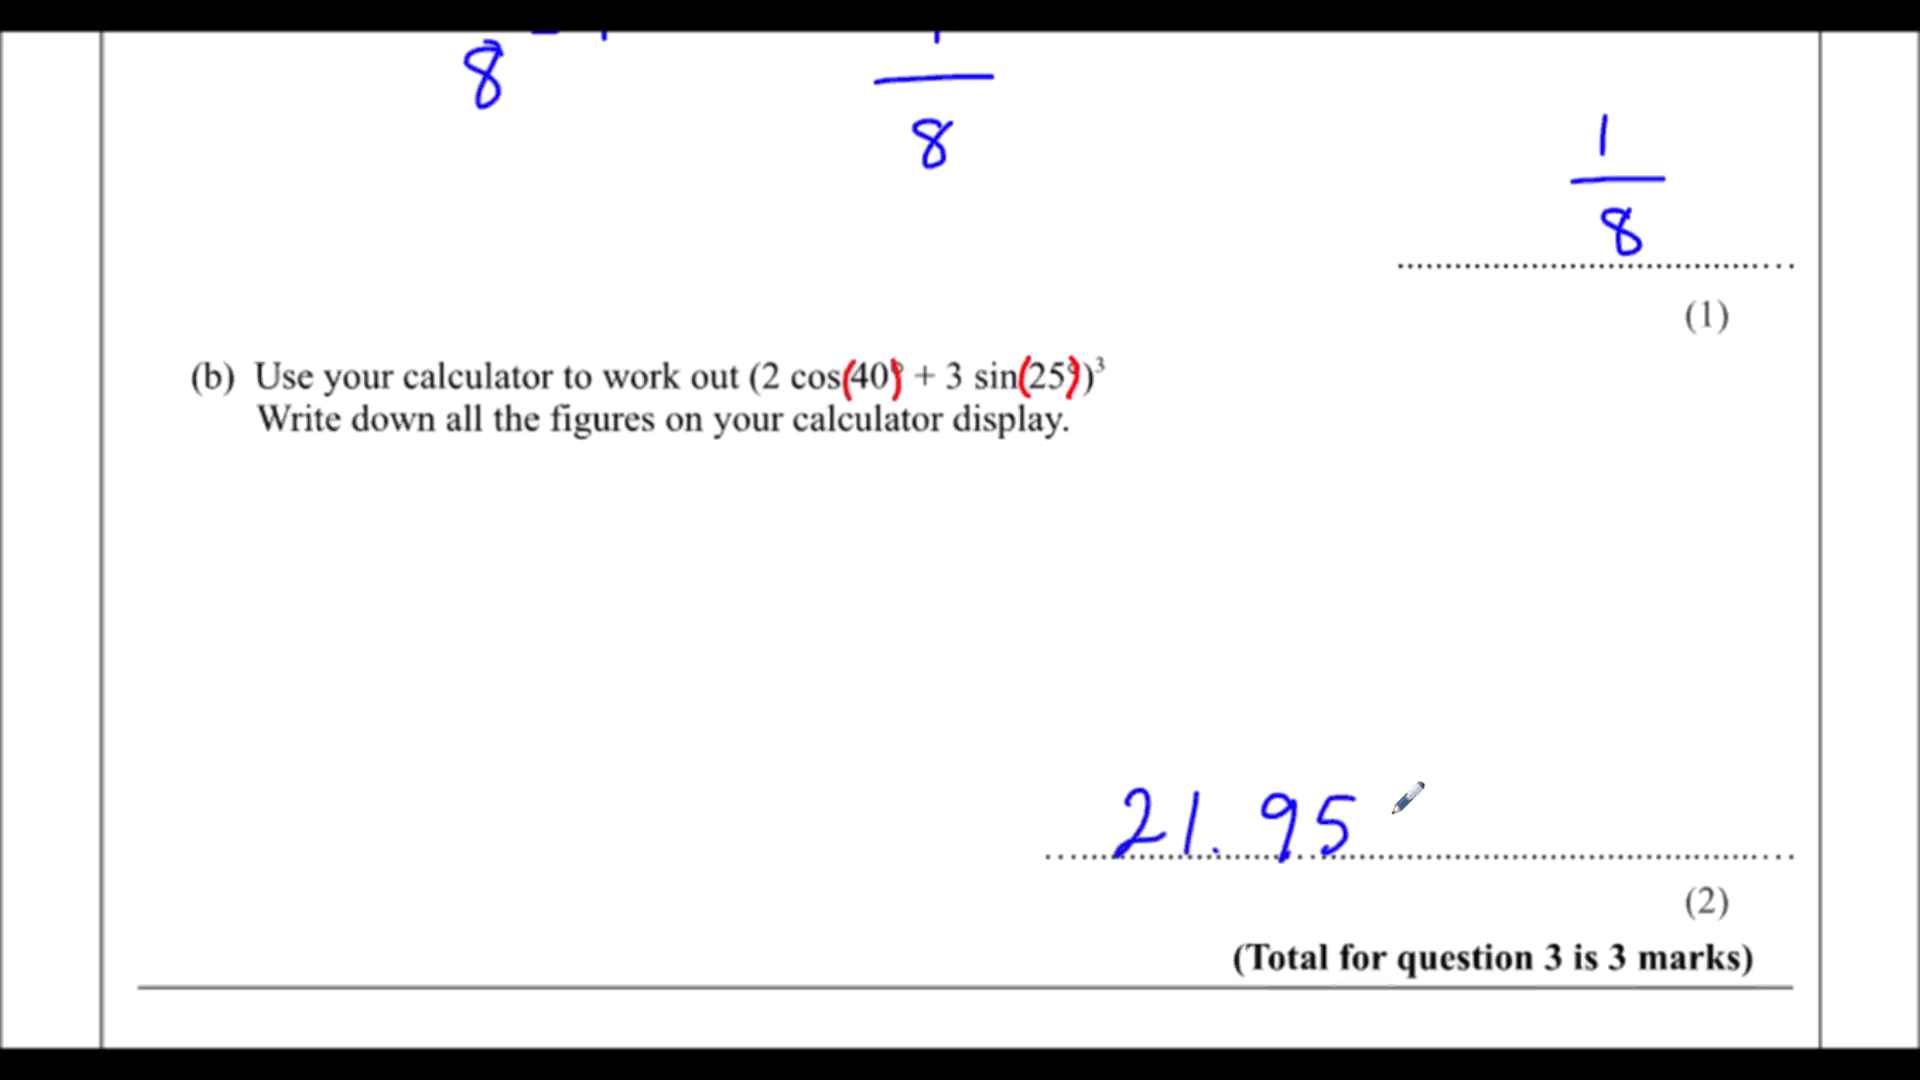 8
8
1
8
(1)
(b) Use your calculator to work out (2 cos(40°) + 3 sin(25°))³
Write down all the figures on your calculator display.
21.95
(2)
(Total for question 3 is 3 marks)